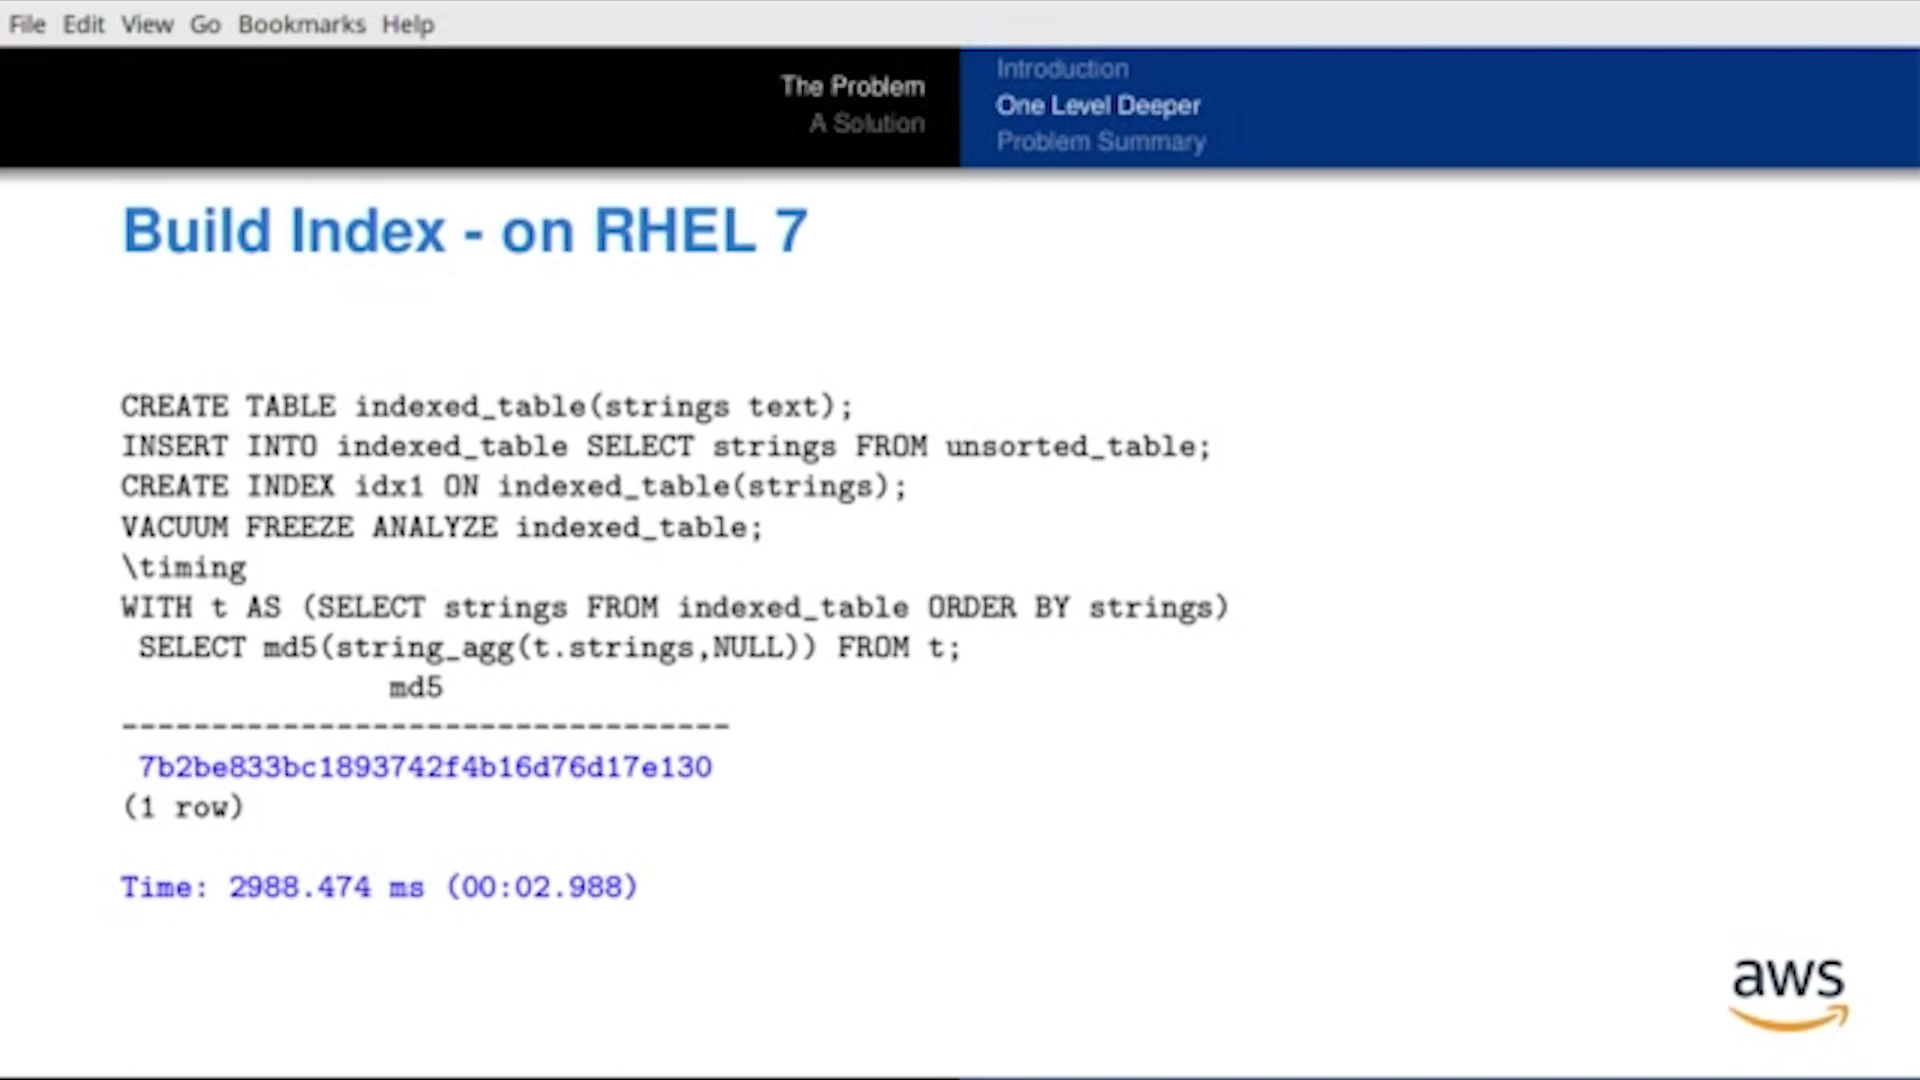 File Edit View Go Bookmarks Help
The Problem
A Solution
Introduction
One Level Deeper
Problem Summary
Build Index - on RHEL 7
CREATE TABLE indexed_table(strings text);
INSERT INTO indexed_table SELECT strings FROM unsorted_table;
CREATE INDEX idx1 ON indexed_table(strings);
VACUUM FREEZE ANALYZE indexed_table;
\timing
WITH t AS (SELECT strings FROM indexed_table ORDER BY strings)
 SELECT md5(string_agg(t.strings,NULL)) FROM t;
               md5
----------------------------------
 7b2be833bc1893742f4b16d76d17e130
(1 row)
Time: 2988.474 ms (00:02.988)
aws